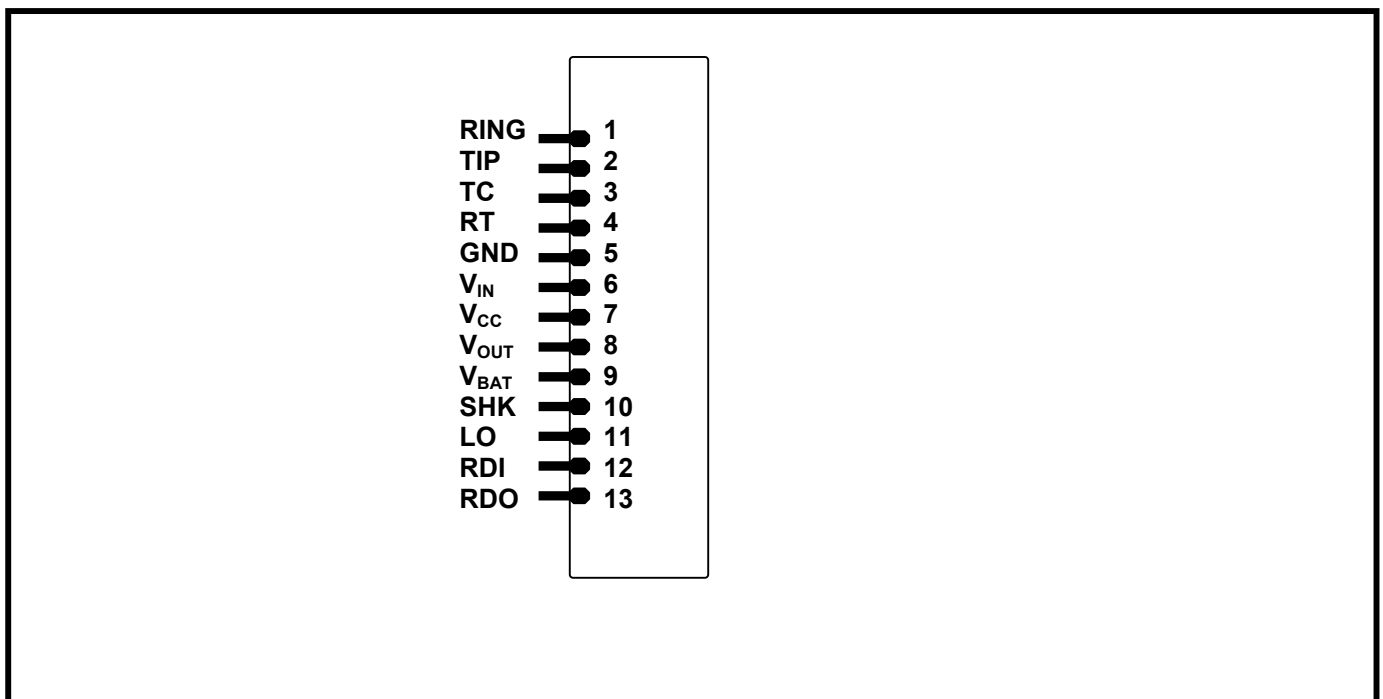 RING 1
TIP 2
TC 3
RT 4
GND 5
VIN 6
VCC 7
VOUT 8
VBAT 9
SHK 10
LO 11
RDI 12
RDO 13